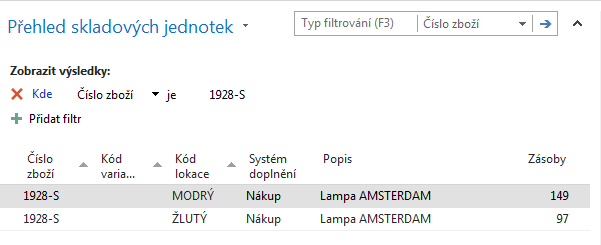 Přehled skladových jednotek
Typ filtrování (F3) Číslo zboží
Zobrazit výsledky:
Kde Číslo zboží je 1928-S
Přidat filtr
Číslo zboží Kód varia... Kód lokace Systém doplnění Popis Zásoby
1928-S MODRÝ Nákup Lampa AMSTERDAM 149
1928-S ŽLUTÝ Nákup Lampa AMSTERDAM 97